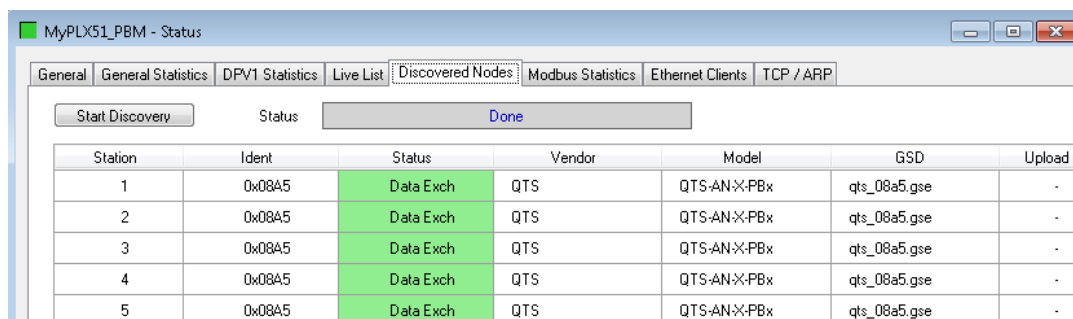 MyPLX51_PBM - Status
General General Statistics DPV1 Statistics Live List Discovered Nodes Modbus Statistics Ethernet Clients TCP / ARP
Start Discovery Status Done
Station Ident Status Vendor Model GSD Upload
1 0x08A5 Data Exch QTS QTS-AN-X-PBx qts_08a5.gse -
2 0x08A5 Data Exch QTS QTS-AN-X-PBx qts_08a5.gse -
3 0x08A5 Data Exch QTS QTS-AN-X-PBx qts_08a5.gse -
4 0x08A5 Data Exch QTS QTS-AN-X-PBx qts_08a5.gse -
5 0x08A5 Data Exch QTS QTS-AN-X-PBx qts_08a5.gse -